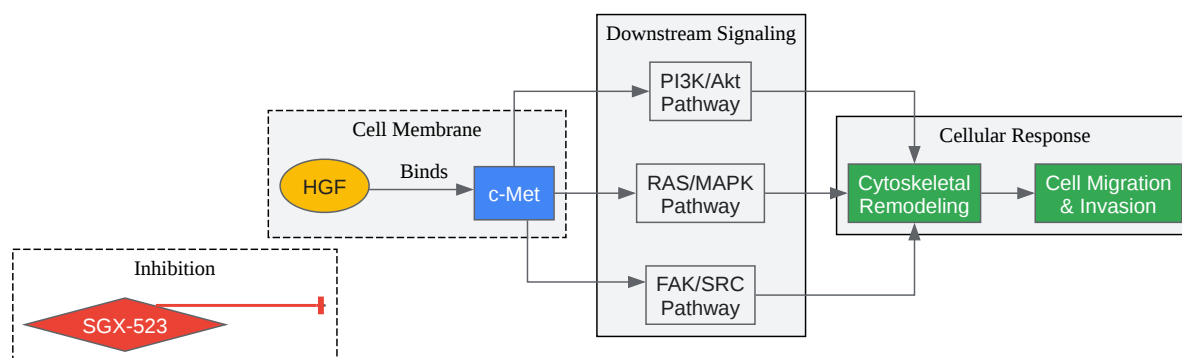 Downstream Signaling
PI3K/Akt
Pathway
Cell Membrane
Cellular Response
HGF
Binds
c-Met
RAS/MAPK
Pathway
Cytoskeletal
Remodeling
Cell Migration
& Invasion
Inhibition
FAK/SRC
Pathway
SGX-523